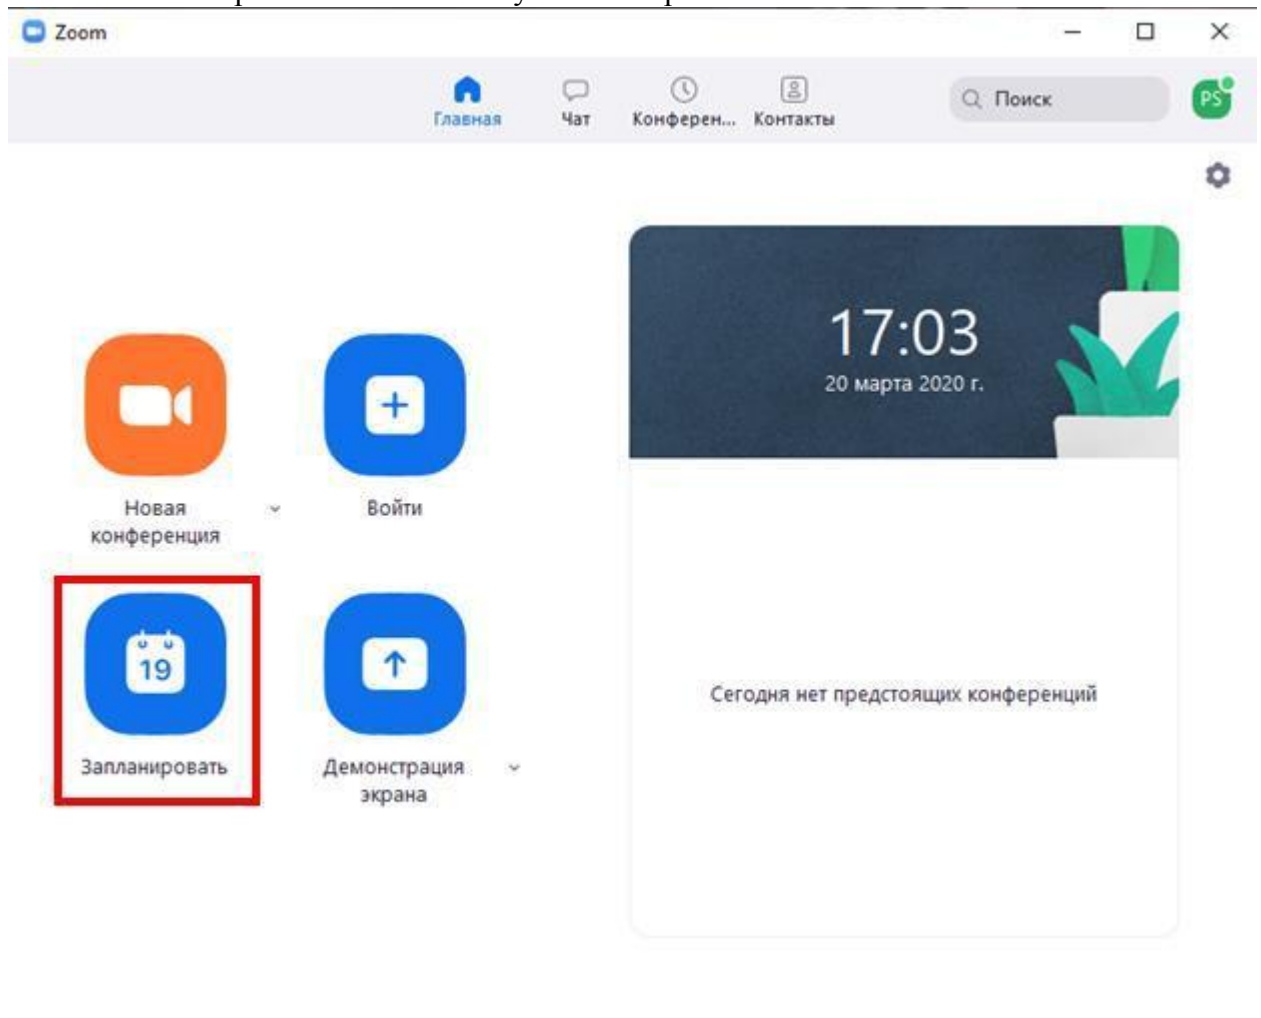 Zoom
Главная
Чат
Конферен...
Контакты
Поиск
PS
17:03
20 марта 2020 г.
Новая
конференция
Войти
19
Запланировать
Демонстрация
экрана
Сегодня нет предстоящих конференций